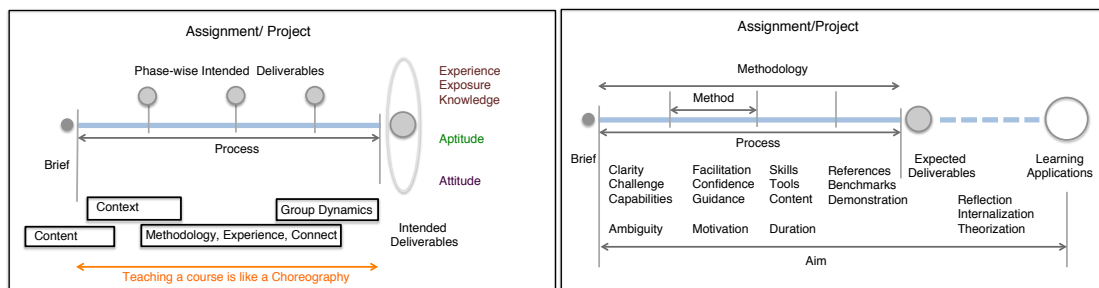 Assignment/ Project
Phase-wise Intended Deliverables
Experience
Exposure
Knowledge
Aptitude
Attitude
Process
Brief
Context
Group Dynamics
Content
Methodology, Experience, Connect
Intended
Deliverables
Teaching a course is like a Choreography
Assignment/Project
Methodology
Method
Process
Brief
Expected
Deliverables
Learning
Applications
Clarity
Challenge
Capabilities
Ambiguity
Facilitation
Confidence
Guidance
Motivation
Skills
Tools
Content
Duration
References
Benchmarks
Demonstration
Reflection
Internalization
Theorization
Aim